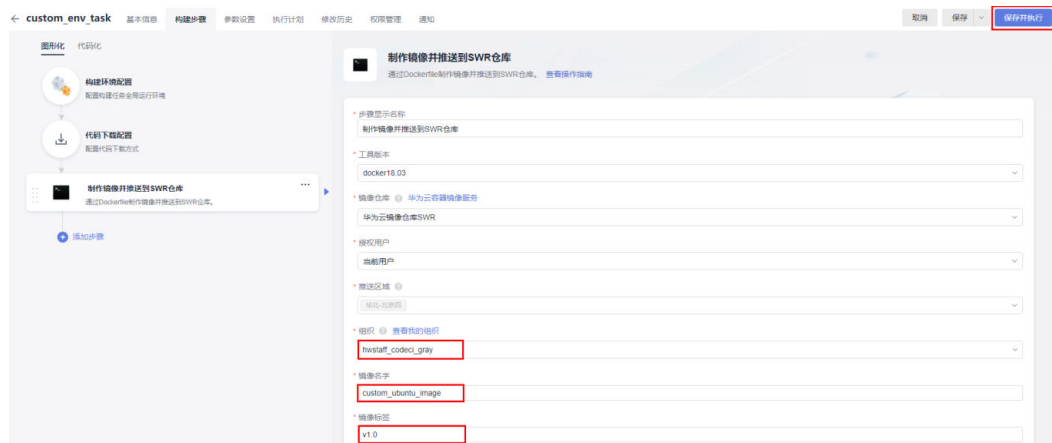 custom_env_task 基本信息 构建步骤 参数设置 执行计划 修改历史 权限管理 通知 取消 保存 保存并执行
图形化 代码化
构建环境配置
配置构建任务全局运行环境
代码下载配置
配置代码下载方式
制作镜像并推送到SWR仓库
通过Dockerfile制作镜像并推送到SWR仓库。
添加步骤
制作镜像并推送到SWR仓库
通过Dockerfile制作镜像并推送到SWR仓库。 查看操作指南
* 步骤显示名称
制作镜像并推送到SWR仓库
* 工具版本
docker18.03
* 镜像仓库 华为云容器镜像服务
华为云镜像仓库SWR
* 授权用户
当前用户
* 推送区域
华北-北京四
* 组织 查看我的组织
hwstaff_codeci_gray
* 镜像名字
custom_ubuntu_image
* 镜像标签
v1.0